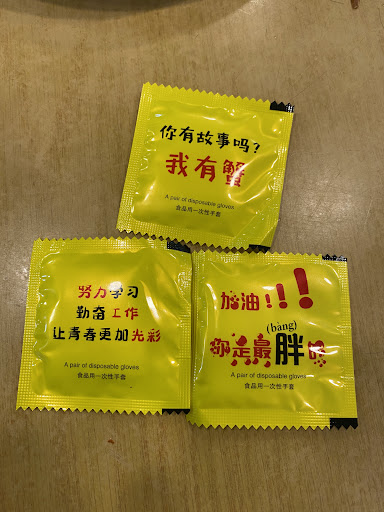 你有故事吗?
我有蟹
A pair of disposable gloves
食品用一次性手套
努力学习
勤奋工作
让青春更加光彩
A pair of disposable gloves
食品用一次性手套
加油!!!
(bang)
你是最胖的
A pair of disposable gloves
食品用一次性手套